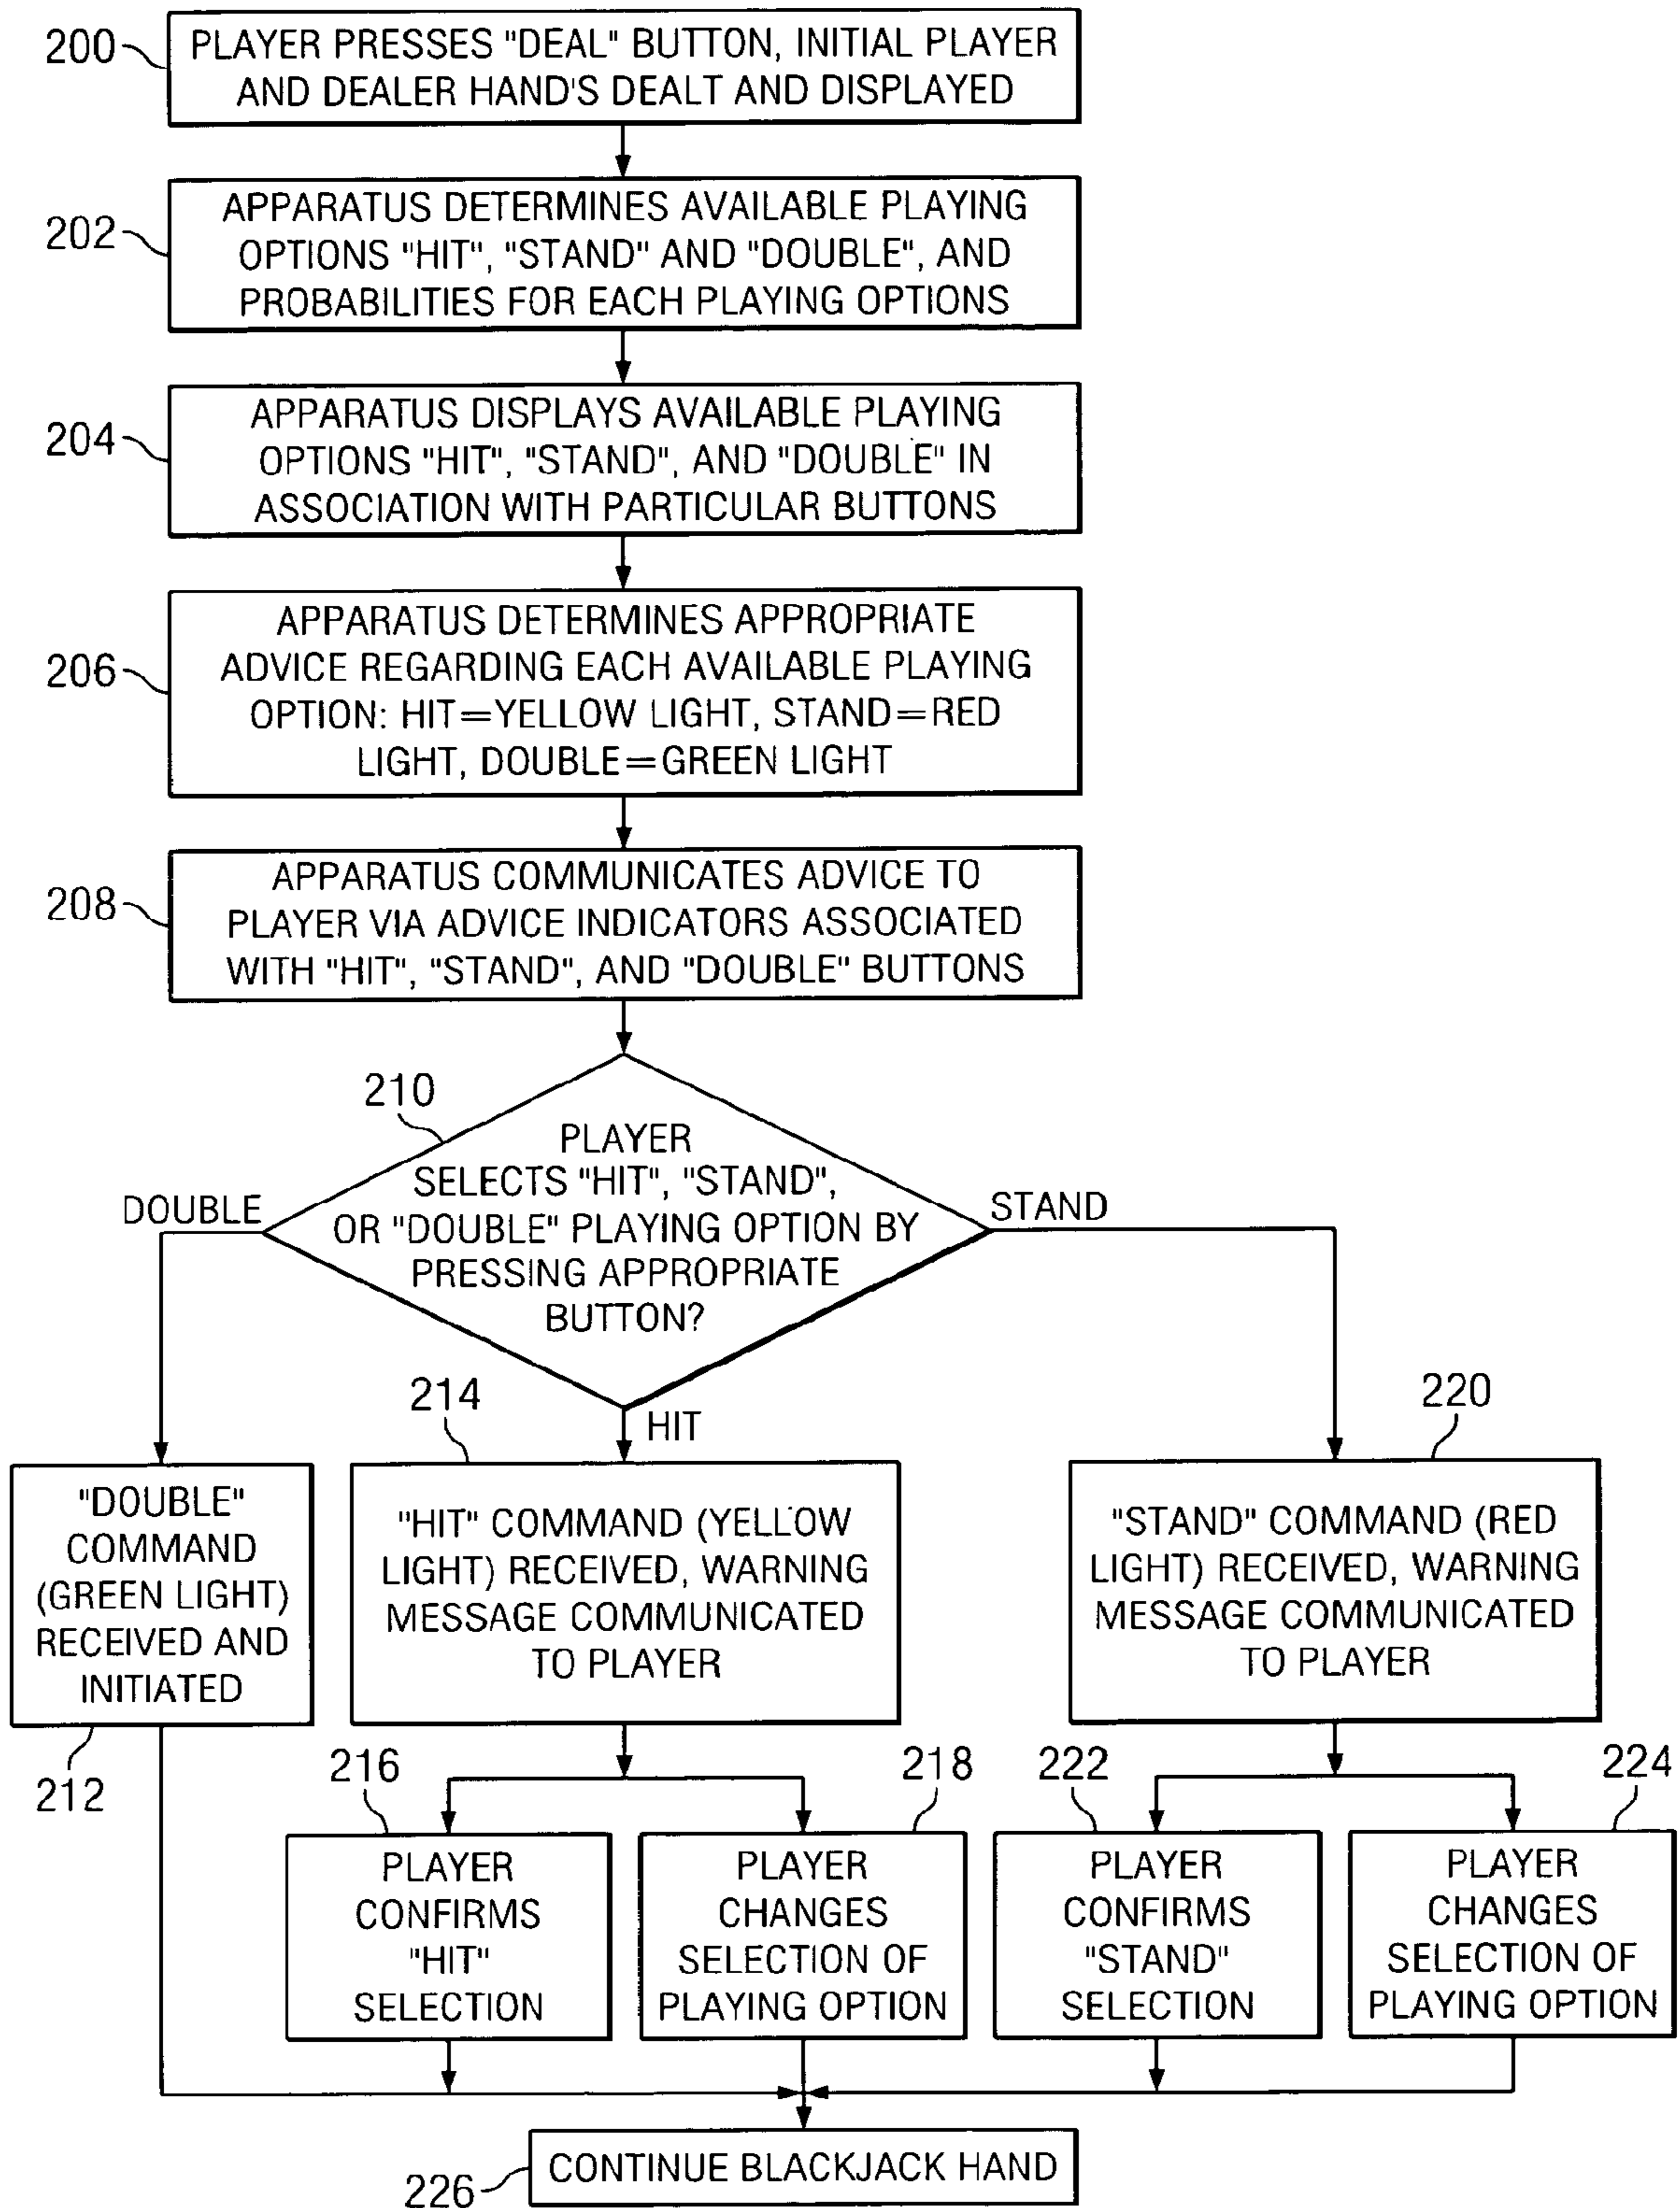 200
PLAYER PRESSES "DEAL" BUTTON, INITIAL PLAYER
AND DEALER HAND'S DEALT AND DISPLAYED
202
APPARATUS DETERMINES AVAILABLE PLAYING
OPTIONS "HIT", "STAND" AND "DOUBLE", AND
PROBABILITIES FOR EACH PLAYING OPTIONS
204
APPARATUS DISPLAYS AVAILABLE PLAYING
OPTIONS "HIT", "STAND", AND "DOUBLE" IN
ASSOCIATION WITH PARTICULAR BUTTONS
206
APPARATUS DETERMINES APPROPRIATE
ADVICE REGARDING EACH AVAILABLE PLAYING
OPTION: HIT=YELLOW LIGHT, STAND=RED
LIGHT, DOUBLE=GREEN LIGHT
208
APPARATUS COMMUNICATES ADVICE TO
PLAYER VIA ADVICE INDICATORS ASSOCIATED
WITH "HIT", "STAND", AND "DOUBLE" BUTTONS
210
PLAYER
SELECTS "HIT", "STAND",
OR "DOUBLE" PLAYING OPTION BY
PRESSING APPROPRIATE
BUTTON?
DOUBLE
STAND
HIT
"DOUBLE"
COMMAND
(GREEN LIGHT)
RECEIVED AND
INITIATED
212
214
"HIT" COMMAND (YELLOW
LIGHT) RECEIVED, WARNING
MESSAGE COMMUNICATED
TO PLAYER
220
"STAND" COMMAND (RED
LIGHT) RECEIVED, WARNING
MESSAGE COMMUNICATED
TO PLAYER
216
PLAYER
CONFIRMS
"HIT"
SELECTION
218
PLAYER
CHANGES
SELECTION OF
PLAYING OPTION
222
PLAYER
CONFIRMS
"STAND"
SELECTION
224
PLAYER
CHANGES
SELECTION OF
PLAYING OPTION
226
CONTINUE BLACKJACK HAND